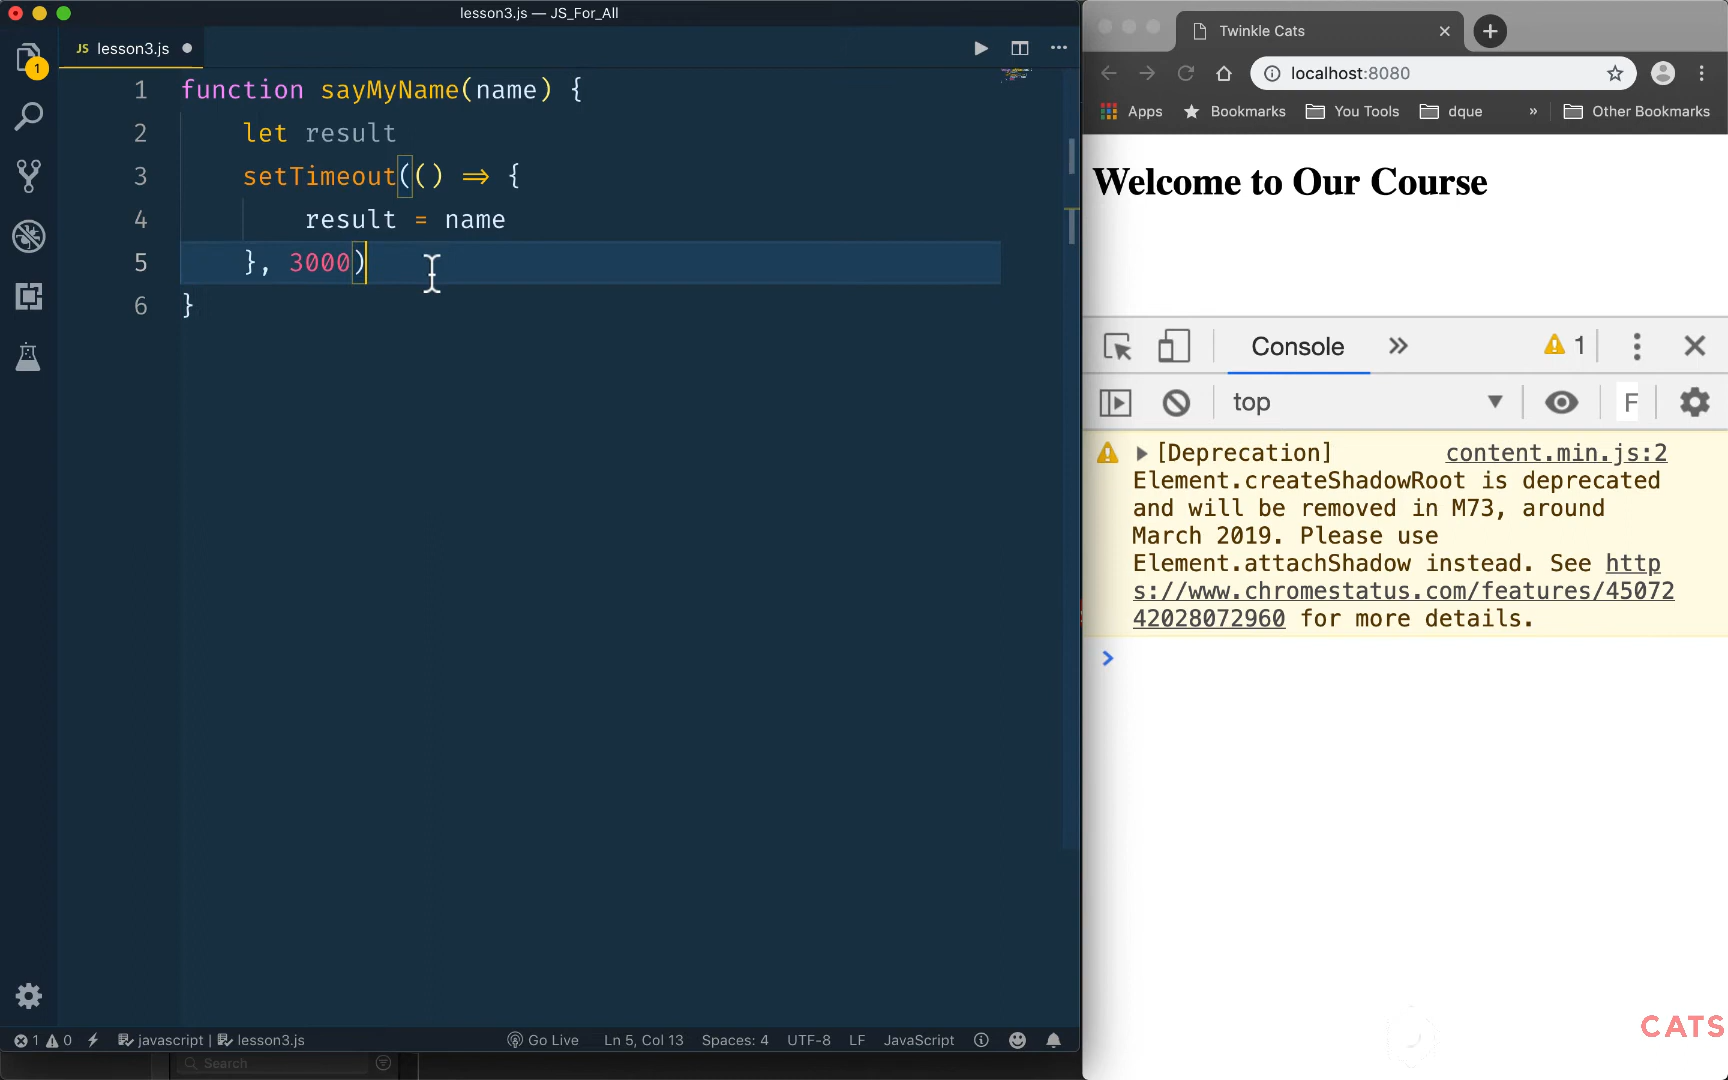 lesson3.js — JS_For_All
JS lesson3.js
1
1 function sayMyName(name) {
2 let result
3 setTimeout(() => {
4 result = name
5 }, 3000)
6 }
1 0 javascript | lesson3.js Go Live Ln 5, Col 13 Spaces: 4 UTF-8 LF JavaScript
Search
Twinkle Cats
localhost:8080
Apps Bookmarks You Tools dque » Other Bookmarks
Welcome to Our Course
Console 1
top F
[Deprecation] content.min.js:2
Element.createShadowRoot is deprecated
and will be removed in M73, around
March 2019. Please use
Element.attachShadow instead. See http
s://www.chromestatus.com/features/45072
42028072960 for more details.
CATS